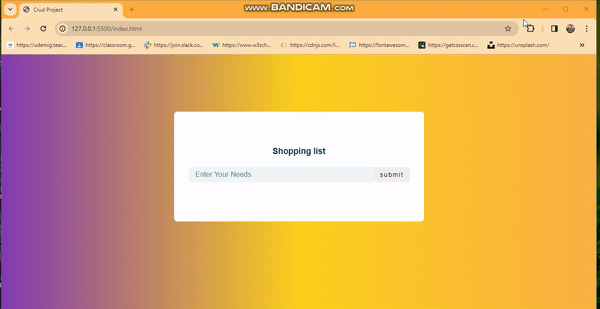 Crud Project
www.BANDICAM.com
127.0.0.1:5500/index.html
https://udemig.teac...
https://classroom.g...
https://join.slack.co...
https://www.w3sch...
https://cdnjs.com/li...
https://fontawesom...
https://getcssscan.c...
https://unsplash.com/
Shopping list
Enter Your Needs
submit